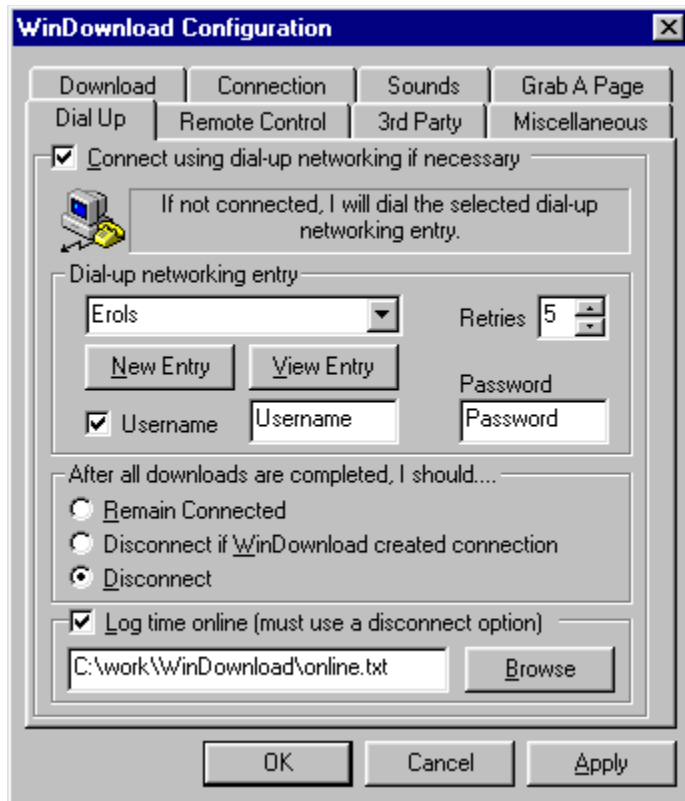 WinDownload Configuration
Download Connection Sounds Grab A Page
Dial Up Remote Control 3rd Party Miscellaneous
Connect using dial-up networking if necessary
If not connected, I will dial the selected dial-up
networking entry.
Dial-up networking entry
Erols Retries 5
New Entry View Entry
Password
Username Username Password
After all downloads are completed, I should....
Remain Connected
Disconnect if WinDownload created connection
Disconnect
Log time online (must use a disconnect option)
C:\work\WinDownload\online.txt Browse
OK Cancel Apply